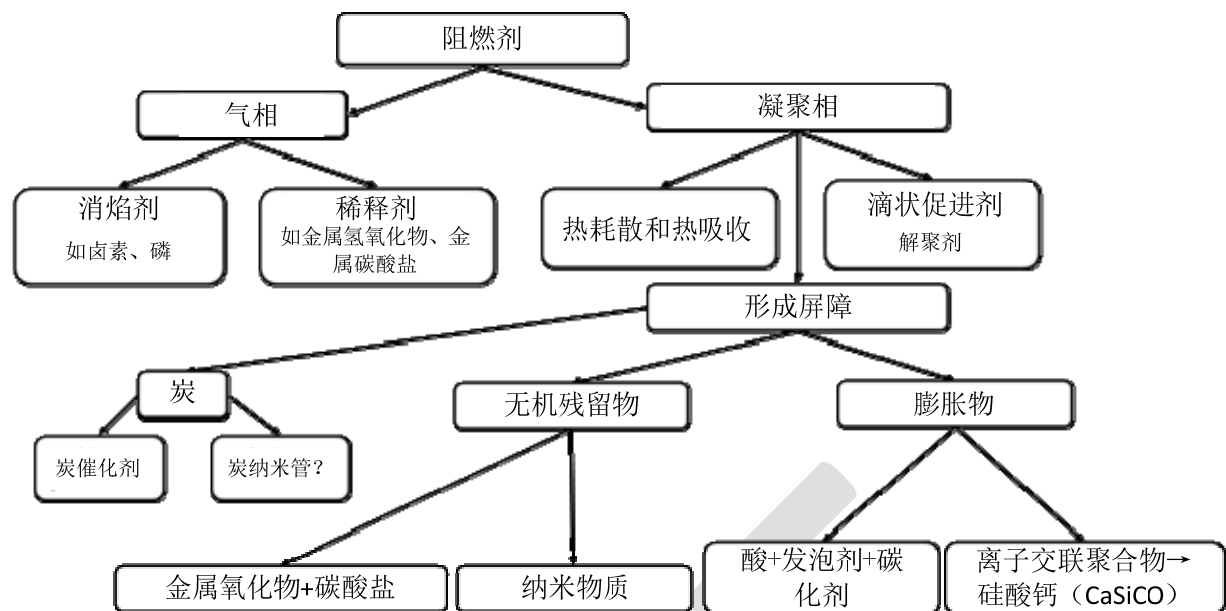 阻燃剂
气相
凝聚相
消焰剂
如卤素、磷
稀释剂
如金属氢氧化物、金
属碳酸盐
热耗散和热吸收
滴状促进剂
解聚剂
形成屏障
炭
无机残留物
膨胀物
炭催化剂
炭纳米管？
金属氧化物+碳酸盐
纳米物质
酸+发泡剂+碳
化剂
离子交联聚合物→
硅酸钙（CaSiCO）